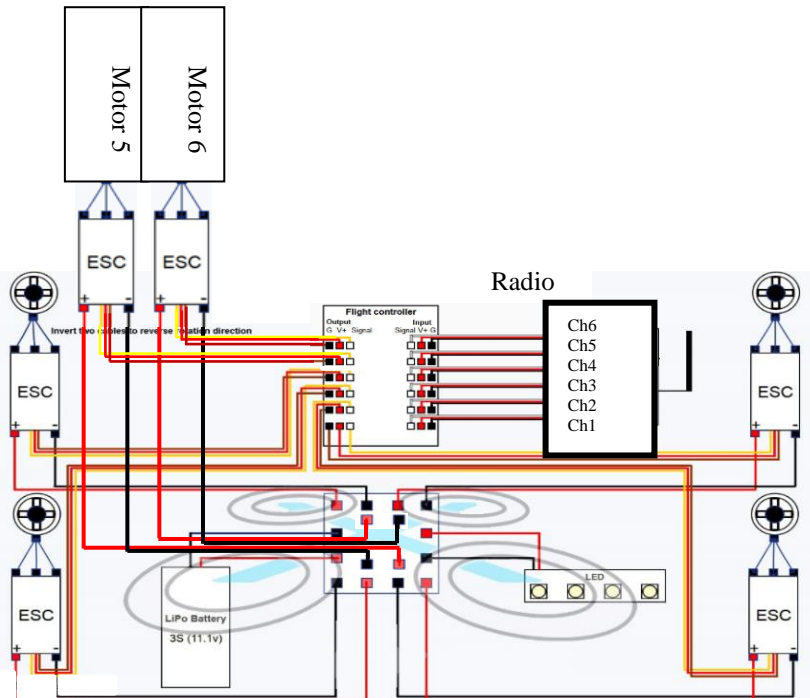 Motor 5
Motor 6
ESC
ESC
+ -
+ -
Radio
Flight controller
Output
Input
G V+ Signal
Signal V+ G
Invert two cables to reverse rotation direction
Ch6
Ch5
Ch4
Ch3
Ch2
Ch1
ESC
+ -
ESC
+ -
LED
LiPo Battery
3S (11.1v)
ESC
+ -
ESC
+ -